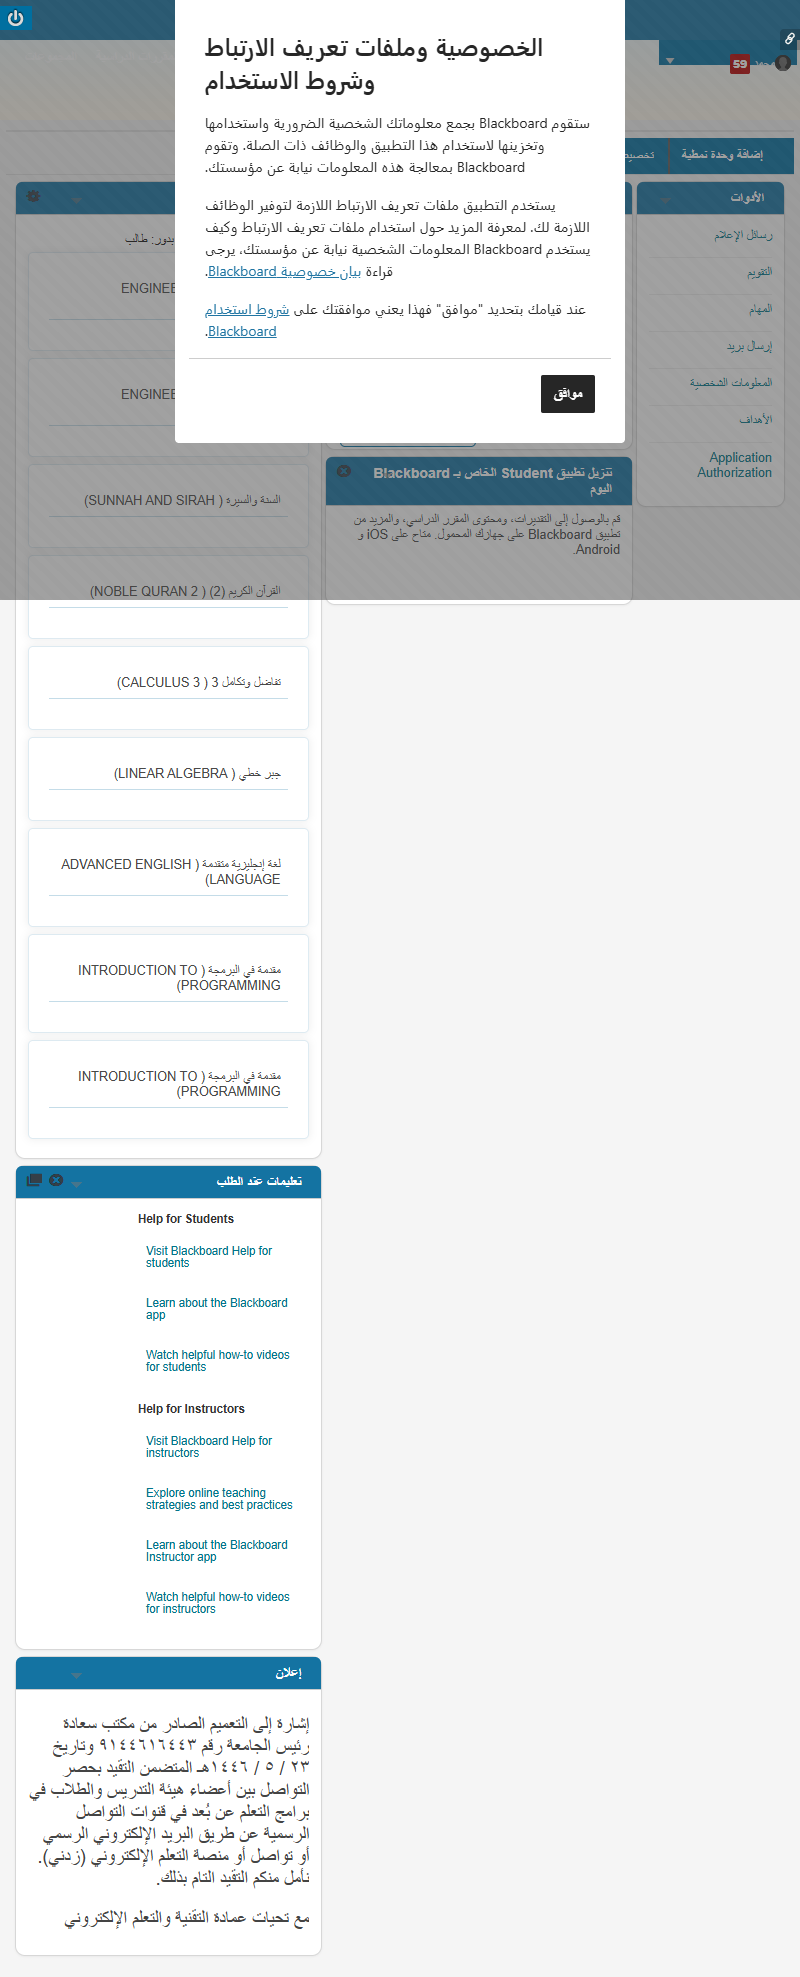 الخصوصية وملفات تعريف الارتباط
وشروط الاستخدام
ستقوم Blackboard بجمع معلوماتك الشخصية الضرورية واستخدامها
وتخزينها لاستخدام هذا التطبيق والوظائف ذات الصلة. وتقوم
Blackboard بمعالجة هذه المعلومات نيابة عن مؤسستك.
يستخدم التطبيق ملفات تعريف الارتباط اللازمة لتوفير الوظائف
اللازمة لك. لمعرفة المزيد حول استخدام ملفات تعريف الارتباط وكيف
يستخدم Blackboard المعلومات الشخصية نيابة عن مؤسستك، يرجى
قراءة بيان خصوصية Blackboard.
عند قيامك بتحديد "موافق" فهذا يعني موافقتك على شروط استخدام
Blackboard.
موافق
59
إضافة وحدة نمطية
الأدوات
رسائل الإعلام
التقويم
المهام
إرسال بريد
المعلومات الشخصية
الأهداف
Application
Authorization
تنزيل تطبيق Student الخاص بـ Blackboard
اليوم
قم بالوصول إلى التقديرات، ومحتوى المقرر الدراسي، والمزيد من
تطبيق Blackboard على جهازك المحمول. متاح على iOS و
Android.
بدور: طالب
السنة والسيرة ( SUNNAH AND SIRAH)
القرآن الكريم (2) ( NOBLE QURAN 2)
تفاضل وتكامل 3 ( CALCULUS 3)
جبر خطي ( LINEAR ALGEBRA)
لغة إنجليزية متقدمة ( ADVANCED ENGLISH
LANGUAGE)
مقدمة في البرمجة ( INTRODUCTION TO
PROGRAMMING)
مقدمة في البرمجة ( INTRODUCTION TO
PROGRAMMING)
تعليمات عند الطلب
Help for Students
Visit Blackboard Help for
students
Learn about the Blackboard
app
Watch helpful how-to videos
for students
Help for Instructors
Visit Blackboard Help for
instructors
Explore online teaching
strategies and best practices
Learn about the Blackboard
Instructor app
Watch helpful how-to videos
for instructors
إعلان
إشارة إلى التعميم الصادر من مكتب سعادة
رئيس الجامعة رقم ٩١٤٤٦١٦٤٤٣ وتاريخ
٢٣ / ٥ / ١٤٤٦هـ المتضمن التقيد بحصر
التواصل بين أعضاء هيئة التدريس والطلاب في
برامج التعلم عن بُعد في قنوات التواصل
الرسمية عن طريق البريد الإلكتروني الرسمي
أو تواصل أو منصة التعلم الإلكتروني (زدني).
نأمل منكم التقيد التام بذلك.
مع تحيات عمادة التقنية والتعلم الإلكتروني